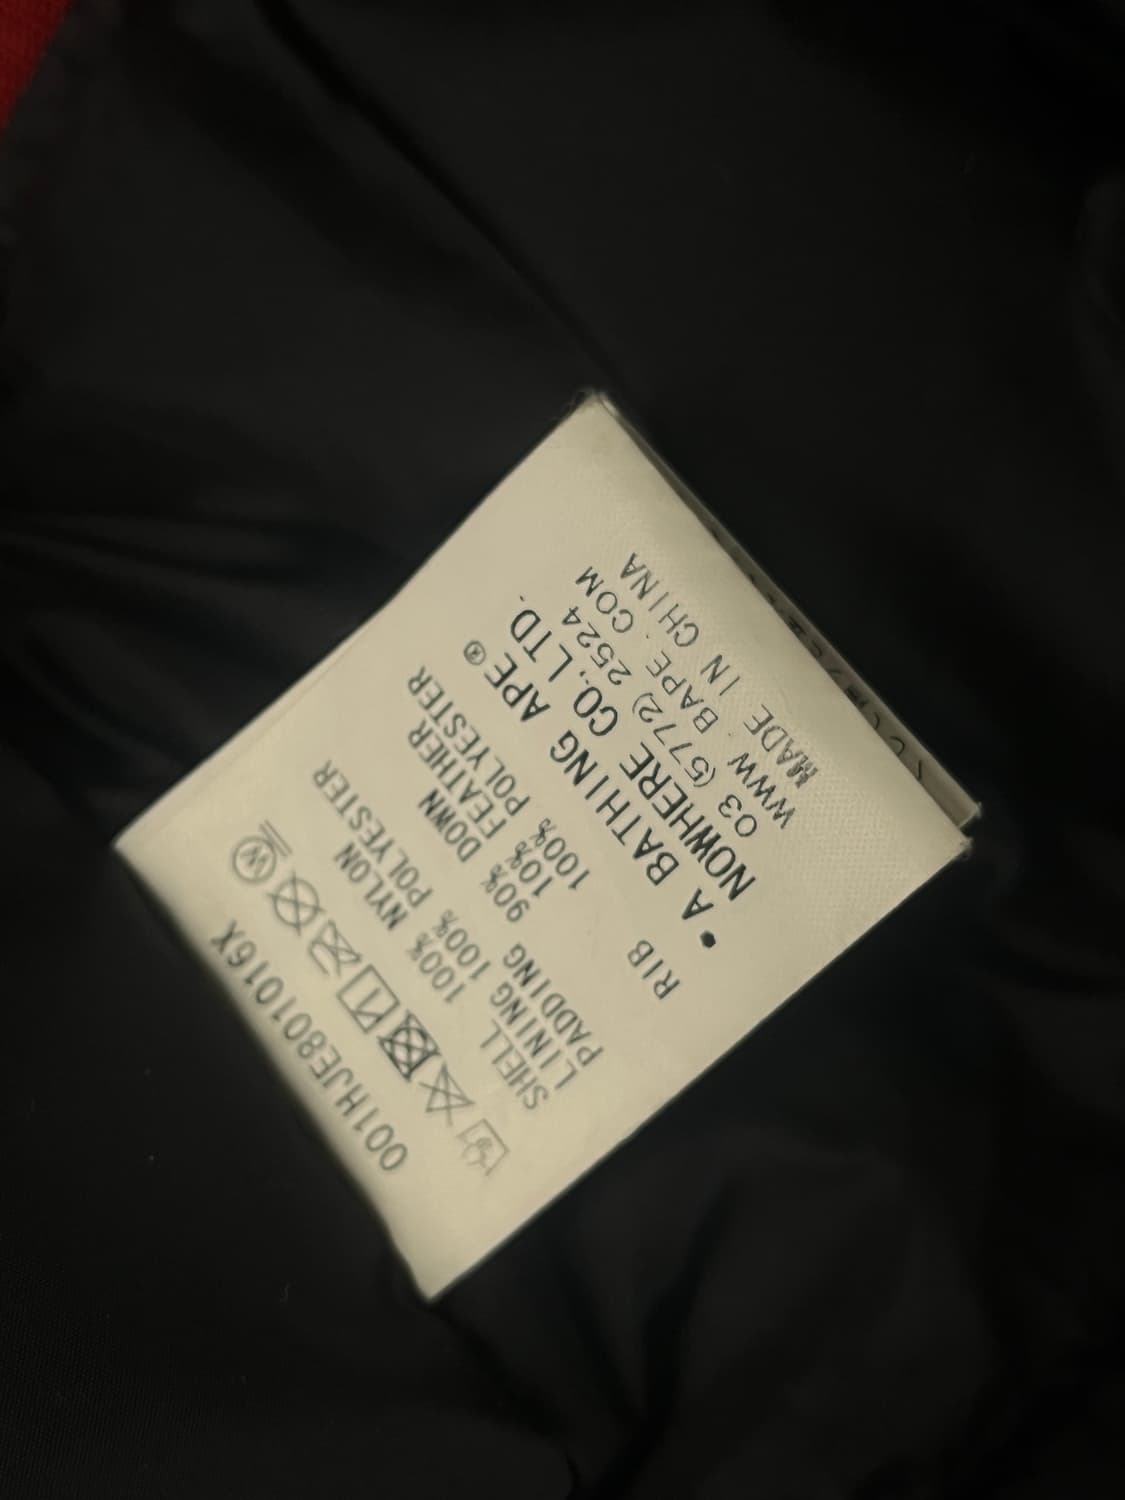 001HJE801016X
SHELL 100% NYLON
LINING 100% POLYESTER
PADDING 90% DOWN
10% FEATHER
RIB 100% POLYESTER
• A BATHING APE®
NOWHERE CO.,LTD.
03 (5772) 2524
WWW. BAPE. COM
MADE IN CHINA